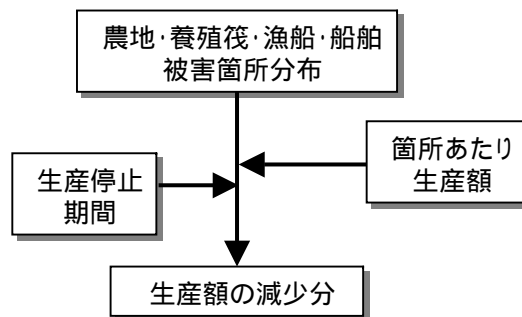 農地・養殖筏・漁船・船舶
被害箇所分布
箇所あたり
生産額
生産停止
期間
生産額の減少分